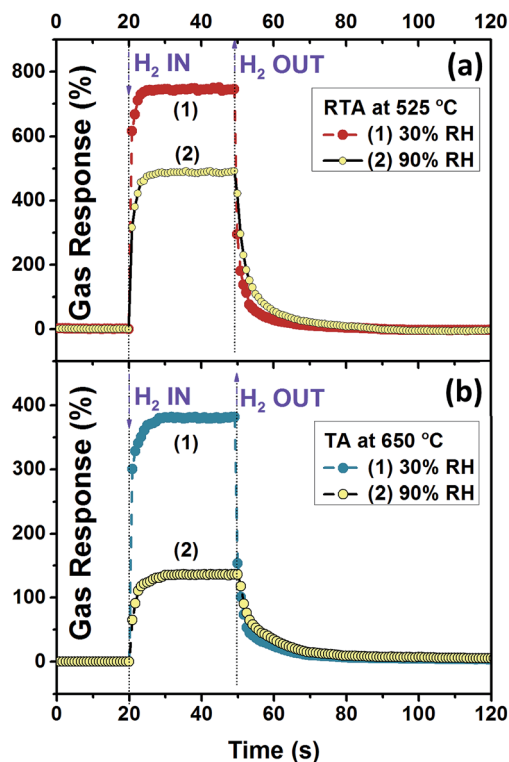 0 20 40 60 80 100 120
H₂ IN
H₂ OUT
(a)
800
600
400
200
0
Gas Response (%)
(1)
(2)
RTA at 525 °C
(1) 30% RH
(2) 90% RH
H₂ IN
H₂ OUT
(b)
400
300
200
100
0
Gas Response (%)
(1)
(2)
TA at 650 °C
(1) 30% RH
(2) 90% RH
0 20 40 60 80 100 120
Time (s)